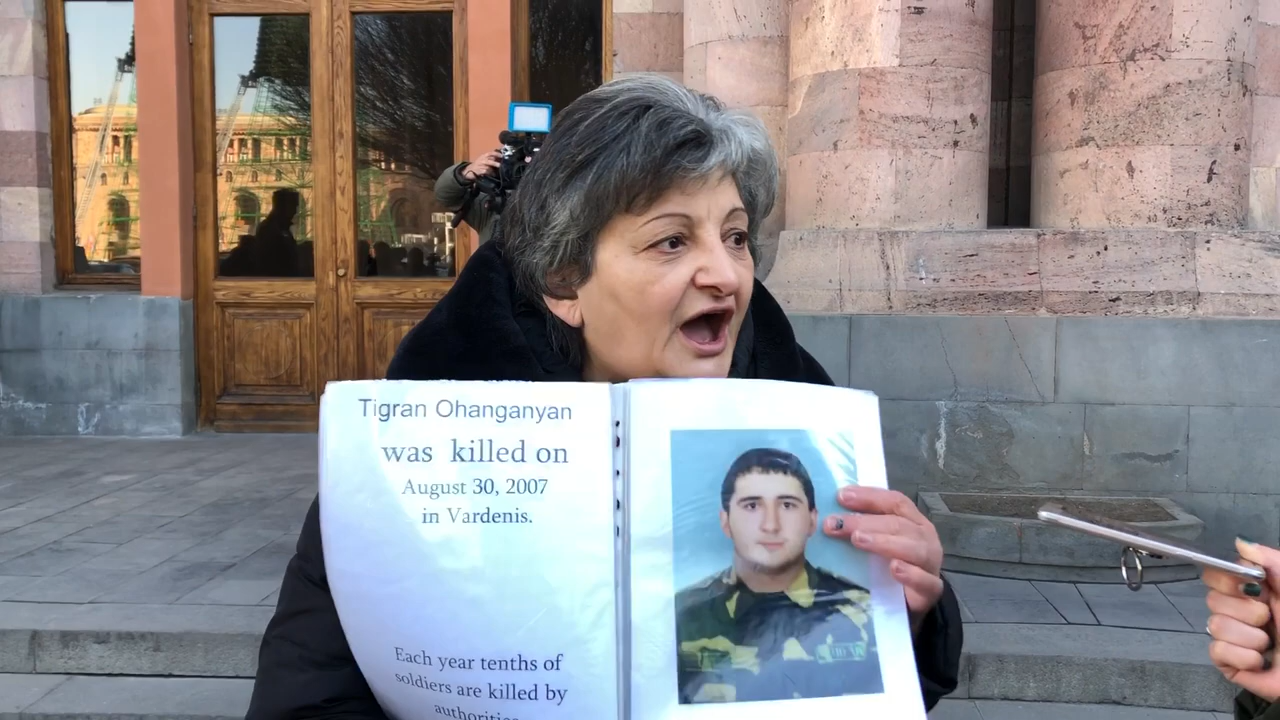 Tigran Ohanganyan
was killed on
August 30, 2007
in Vardenis.
Each year tenths of
soldiers are killed by